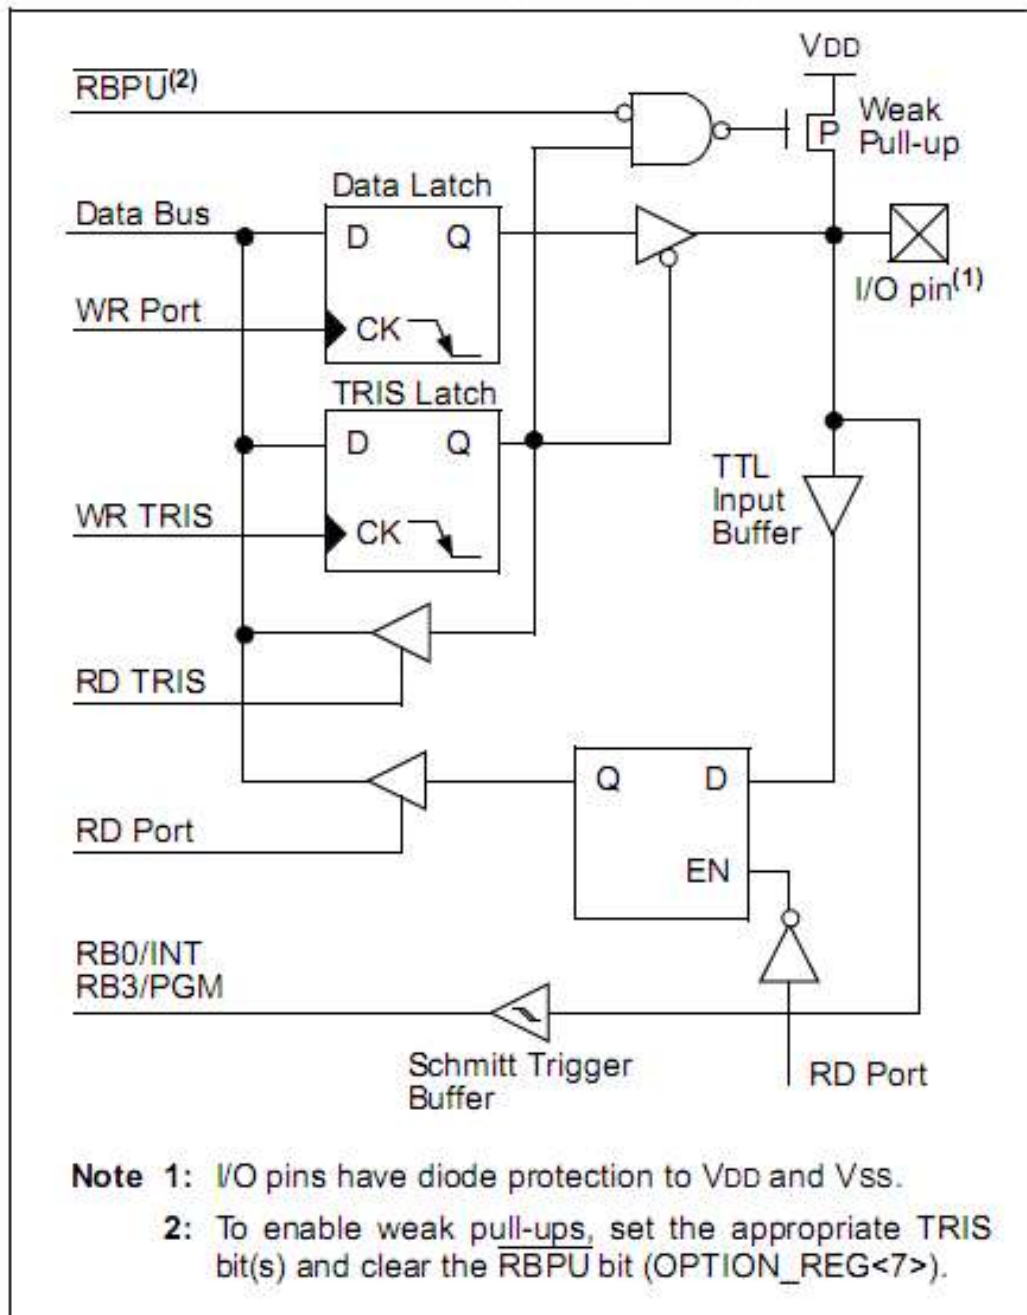 VDD
RBPU(2)
Weak
Pull-up
P
Data Latch
Data Bus
D Q
I/O pin(1)
WR Port
CK
TRIS Latch
D Q
TTL
Input
Buffer
WR TRIS
CK
RD TRIS
Q D
RD Port
EN
RB0/INT
RB3/PGM
Schmitt Trigger
Buffer
RD Port
Note 1: I/O pins have diode protection to VDD and VSS.
2: To enable weak pull-ups, set the appropriate TRIS
bit(s) and clear the RBPU bit (OPTION_REG<7>).